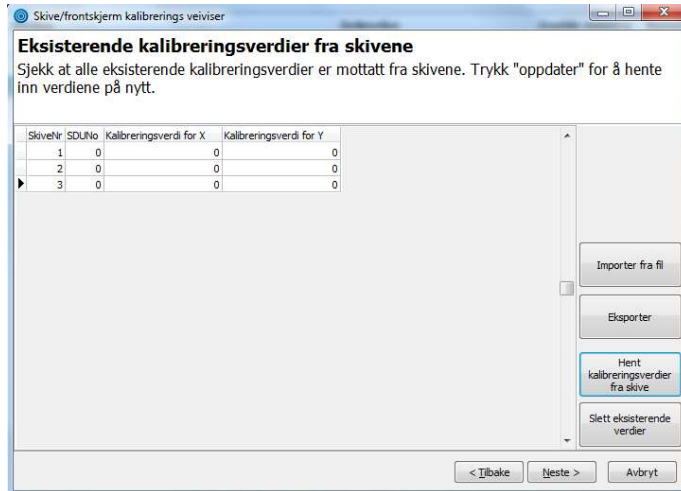 Skive/frontskjerm kalibrerings veiviser
Eksisterende kalibreringsverdier fra skivene
Sjekk at alle eksisterende kalibreringsverdier er mottatt fra skivene. Trykk "oppdater" for å hente
inn verdiene på nytt.
SkiveNr SDUNo Kalibreringsverdi for X Kalibreringsverdi for Y
1 0 0 0
2 0 0 0
3 0 0 0
Importer fra fil
Eksporter
Hent
kalibreringsverdier
fra skive
Slett eksisterende
verdier
< Tilbake Neste > Avbryt